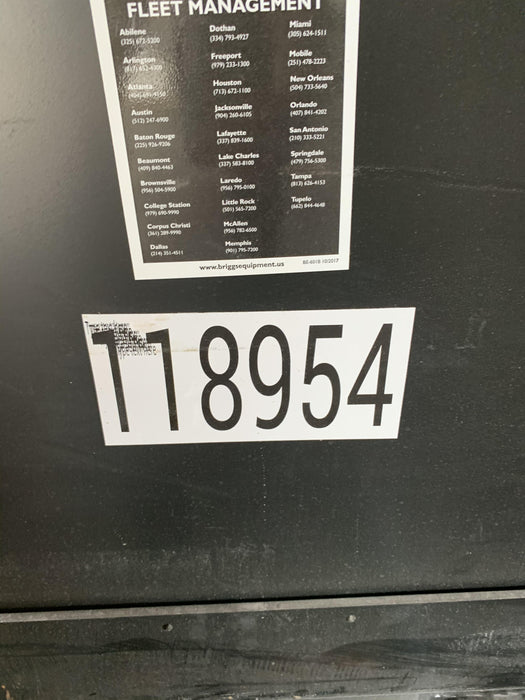 FLEET MANAGEMENT
Abilene
(325) 672-5200
Arlington
Atlanta
Austin
(512) 247-6900
Baton Rouge
(225) 926-9206
Beaumont
(409) 840-4463
Brownsville
(956) 504-5900
College Station
(979) 690-9990
Corpus Christi
(361) 289-9990
Dallas
(214) 351-4511
Dothan
(334) 793-4927
Freeport
(979) 233-1300
Houston
(713) 672-1100
Jacksonville
(904) 260-6105
Lafayette
(337) 839-1600
Lake Charles
(337) 583-8100
Laredo
(956) 795-0100
Little Rock
(501) 565-7200
McAllen
(956) 782-6500
Memphis
(901) 795-7200
Miami
(305) 624-1511
Mobile
(251) 478-2223
New Orleans
(504) 733-5640
Orlando
(407) 841-4202
San Antonio
(210) 333-5221
Springdale
(479) 756-5300
Tampa
(813) 626-4153
Tupelo
(662) 844-4648
www.briggsequipment.us
BE-601B 10/2017
118954